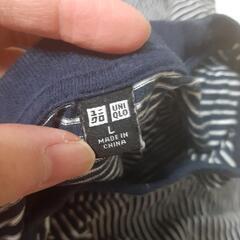 ユニ UNI
クロ QLO
L
MADE IN
CHINA